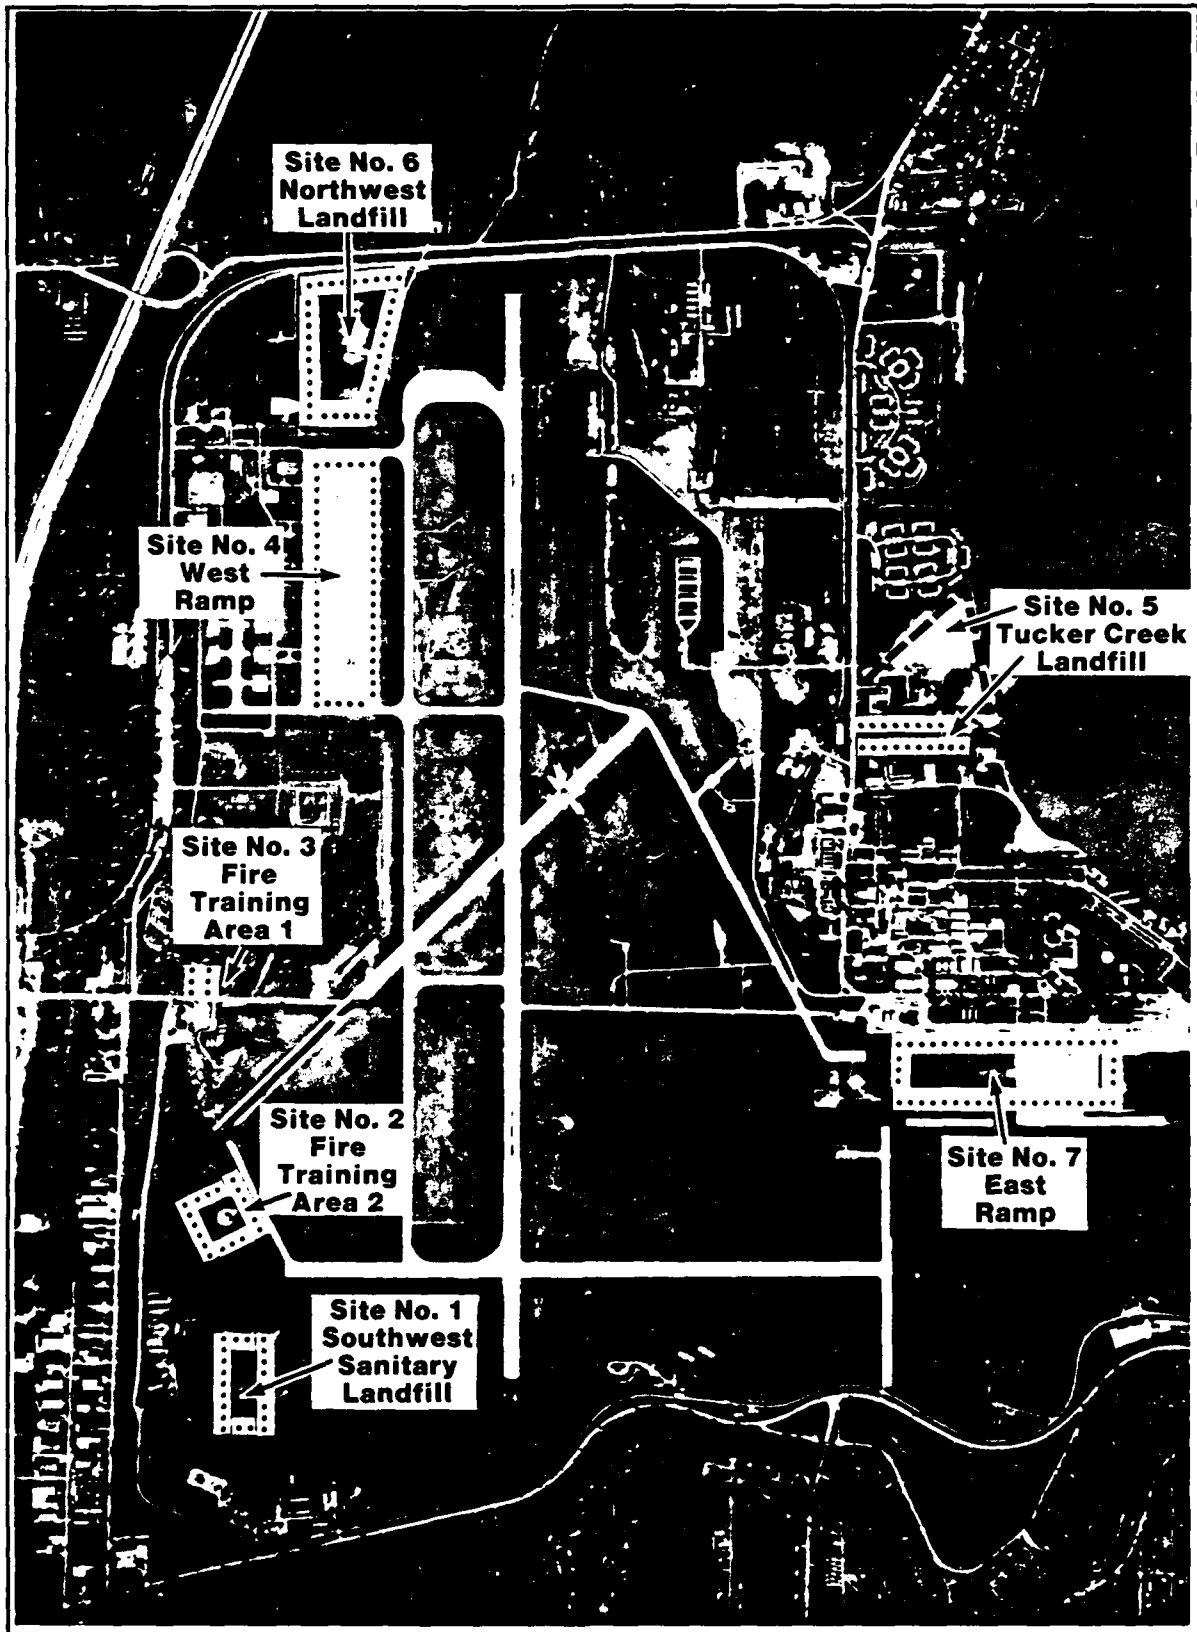 Site No. 6
Northwest
Landfill
Site No. 4
West
Ramp
Site No. 5
Tucker Creek
Landfill
Site No. 3
Fire
Training
Area 1
Site No. 2
Fire
Training
Area 2
Site No. 7
East
Ramp
Site No. 1
Southwest
Sanitary
Landfill